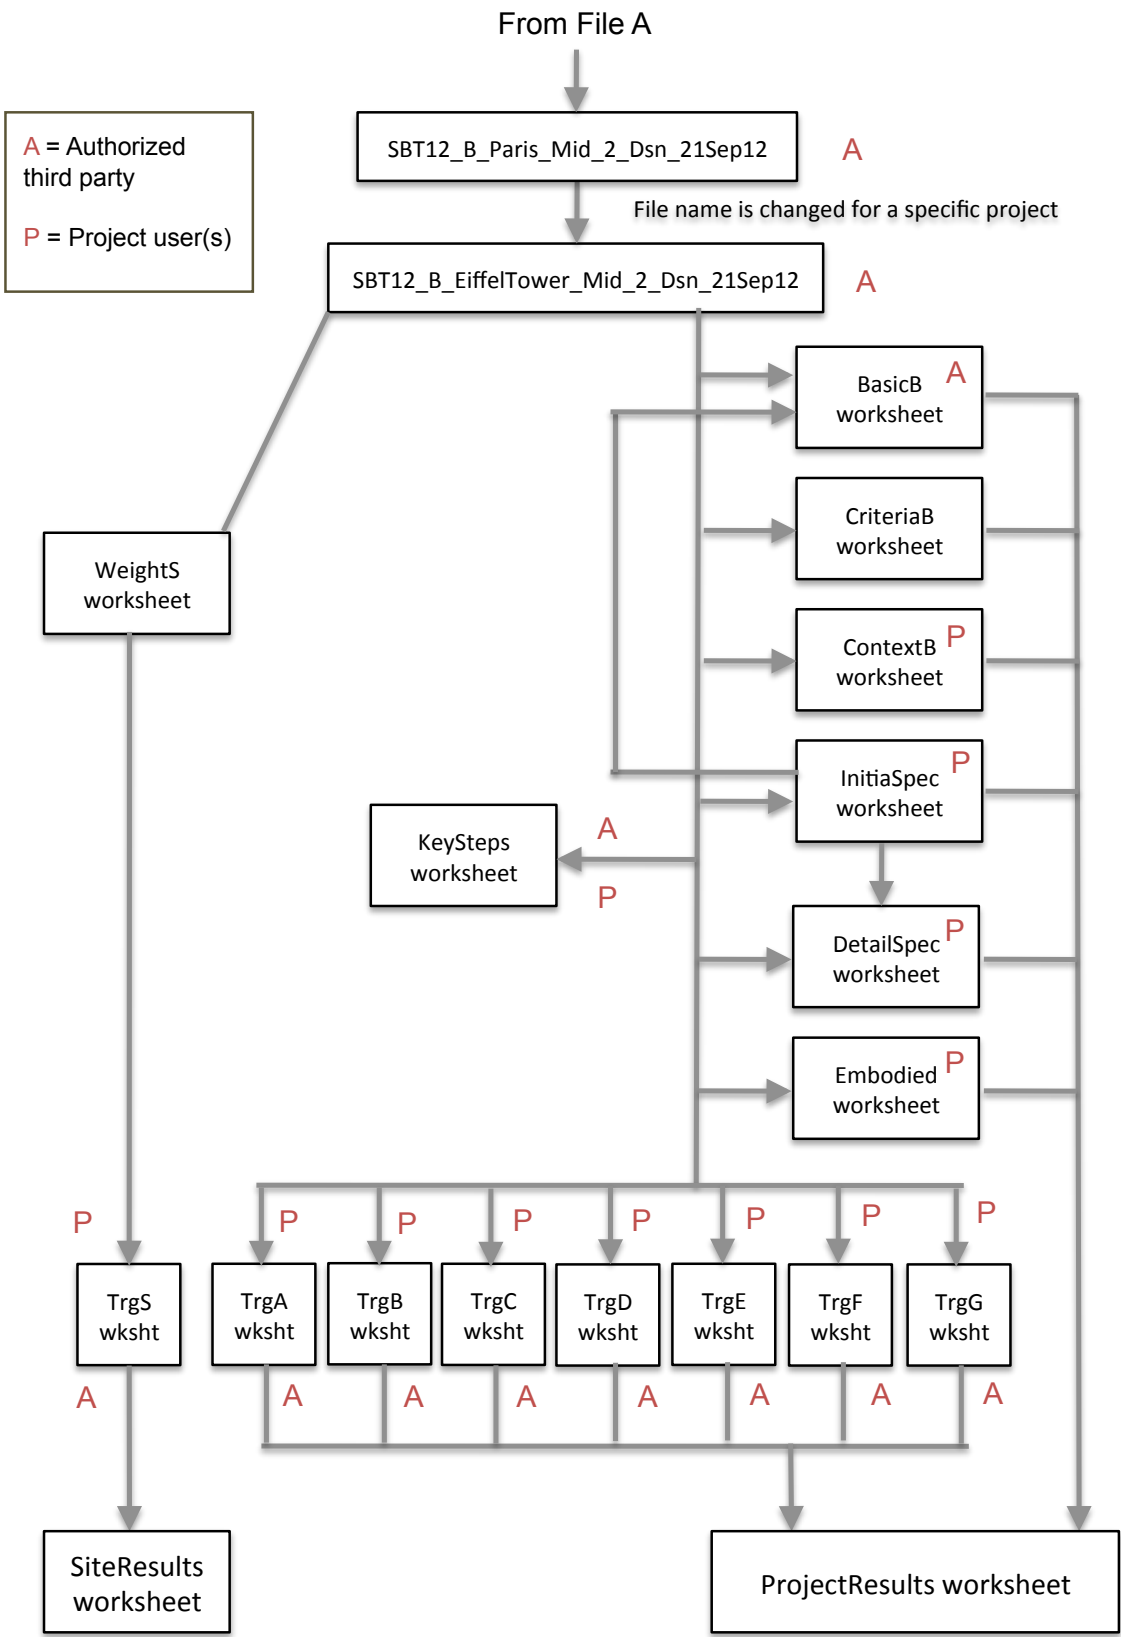 From File A
A = Authorized
third party
P = Project user(s)
SBT12_B_Paris_Mid_2_Dsn_21Sep12
A
File name is changed for a specific project
SBT12_B_EiffelTower_Mid_2_Dsn_21Sep12
A
BasicB
worksheet
A
CriteriaB
worksheet
WeightS
worksheet
ContextB
worksheet
P
InitiaSpec
worksheet
P
KeySteps
worksheet
A
P
DetailSpec
worksheet
P
Embodied
worksheet
P
P
P
P
P
P
P
P
P
TrgS
wksht
TrgA
wksht
TrgB
wksht
TrgC
wksht
TrgD
wksht
TrgE
wksht
TrgF
wksht
TrgG
wksht
A
A
A
A
A
A
A
A
SiteResults
worksheet
ProjectResults worksheet